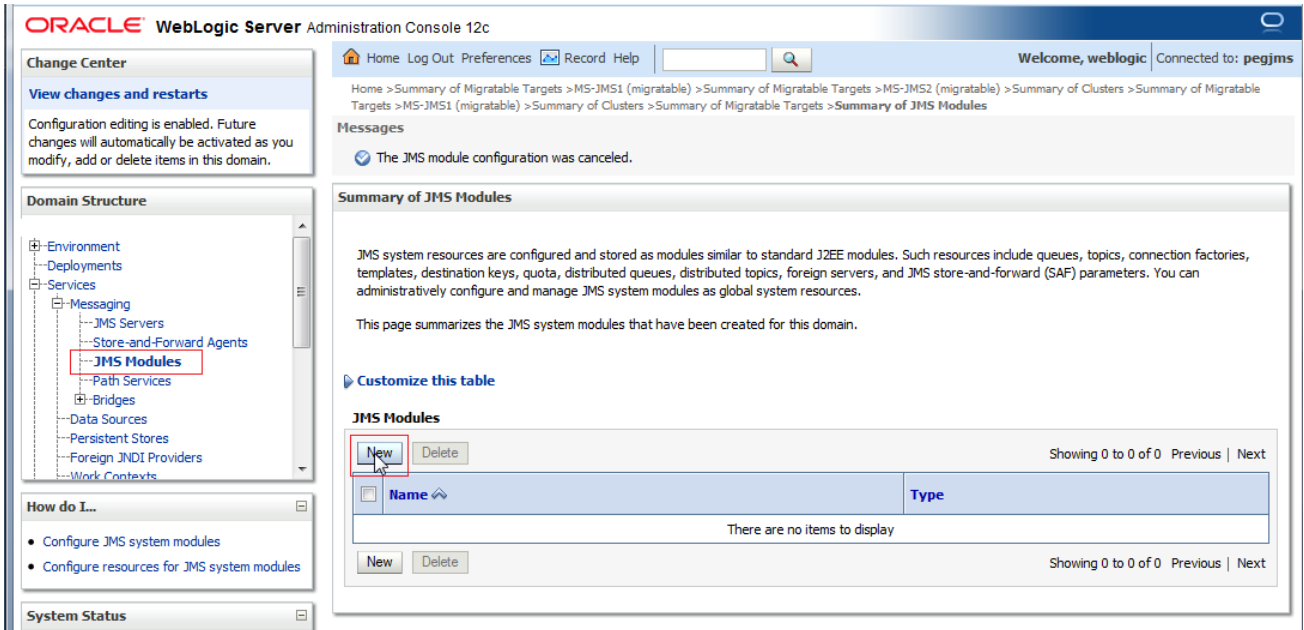 ORACLE WebLogic Server Administration Console 12c
Change Center
View changes and restarts
Configuration editing is enabled. Future
changes will automatically be activated as you
modify, add or delete items in this domain.
Domain Structure
Environment
Deployments
Services
Messaging
JMS Servers
Store-and-Forward Agents
JMS Modules
Path Services
Bridges
Data Sources
Persistent Stores
Foreign JNDI Providers
Work Contexts
How do I...
Configure JMS system modules
Configure resources for JMS system modules
System Status
Home Log Out Preferences Record Help
Welcome, weblogic Connected to: pegjms
Home >Summary of Migratable Targets >MS-JMS1 (migratable) >Summary of Migratable Targets >MS-JMS2 (migratable) >Summary of Clusters >Summary of Migratable
Targets >MS-JMS1 (migratable) >Summary of Clusters >Summary of Migratable Targets >Summary of JMS Modules
Messages
The JMS module configuration was canceled.
Summary of JMS Modules
JMS system resources are configured and stored as modules similar to standard J2EE modules. Such resources include queues, topics, connection factories,
templates, destination keys, quota, distributed queues, distributed topics, foreign servers, and JMS store-and-forward (SAF) parameters. You can
administratively configure and manage JMS system modules as global system resources.
This page summarizes the JMS system modules that have been created for this domain.
Customize this table
JMS Modules
New Delete Showing 0 to 0 of 0 Previous | Next
Name Type
There are no items to display
New Delete Showing 0 to 0 of 0 Previous | Next